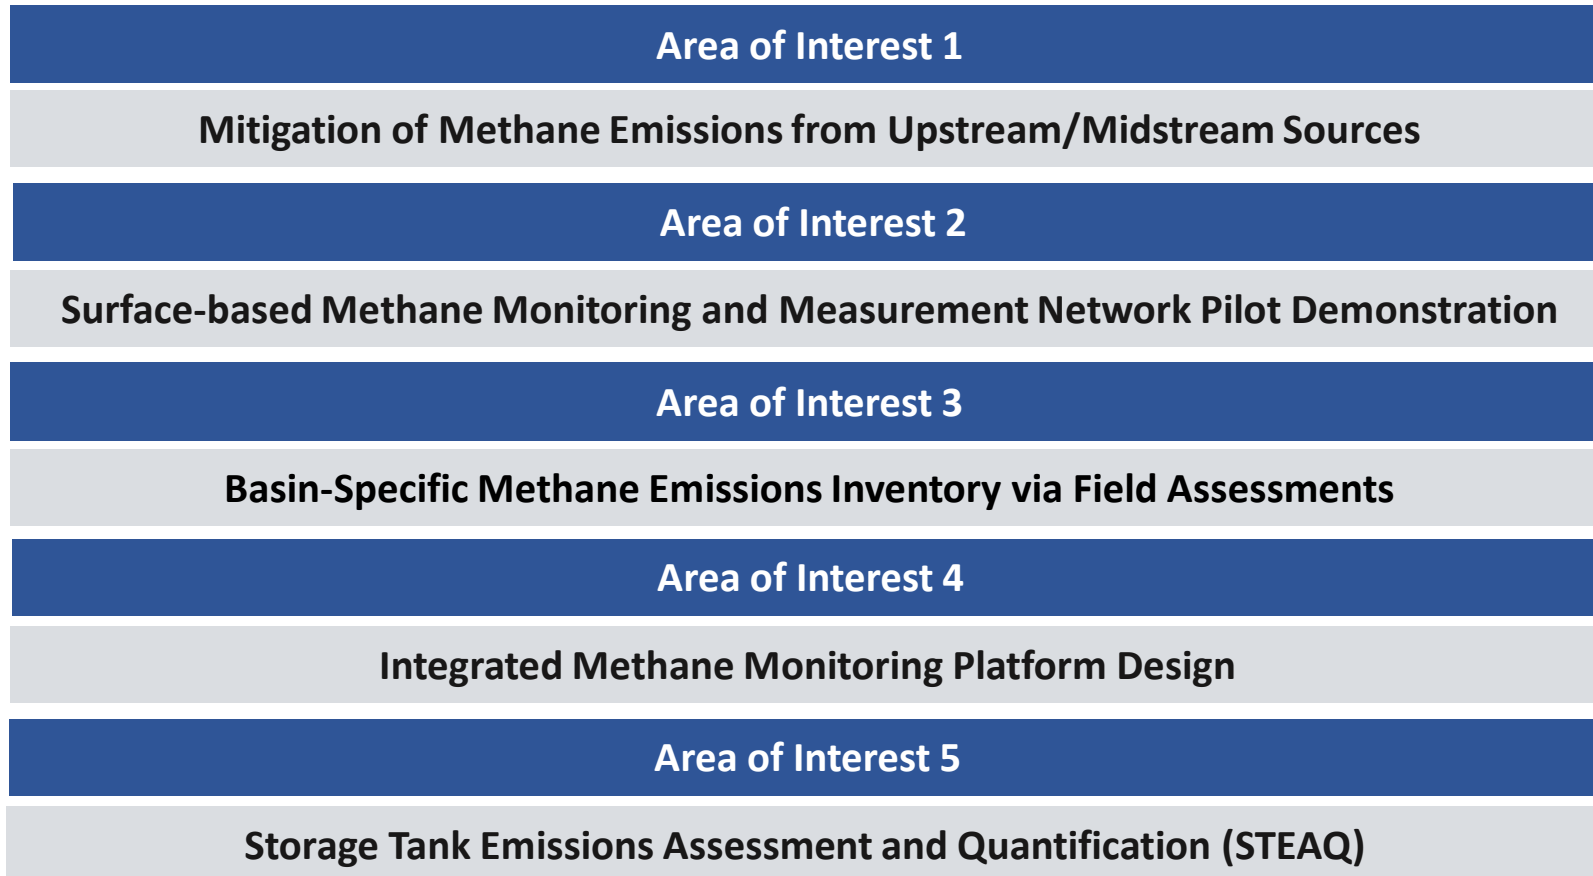 Area of Interest 1
Mitigation of Methane Emissions from Upstream/Midstream Sources
Area of Interest 2
Surface-based Methane Monitoring and Measurement Network Pilot Demonstration
Area of Interest 3
Basin-Specific Methane Emissions Inventory via Field Assessments
Area of Interest 4
Integrated Methane Monitoring Platform Design
Area of Interest 5
Storage Tank Emissions Assessment and Quantification (STEAQ)